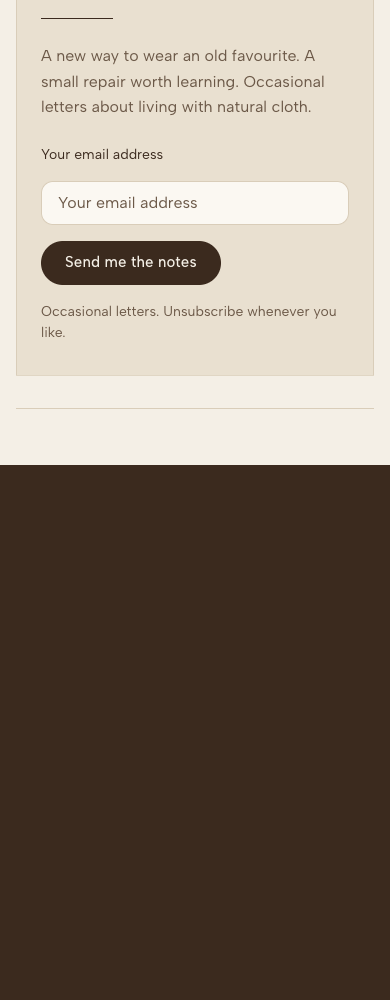 A new way to wear an old favourite. A
small repair worth learning. Occasional
letters about living with natural cloth.
Your email address
Your email address
Send me the notes
Occasional letters. Unsubscribe whenever you
like.